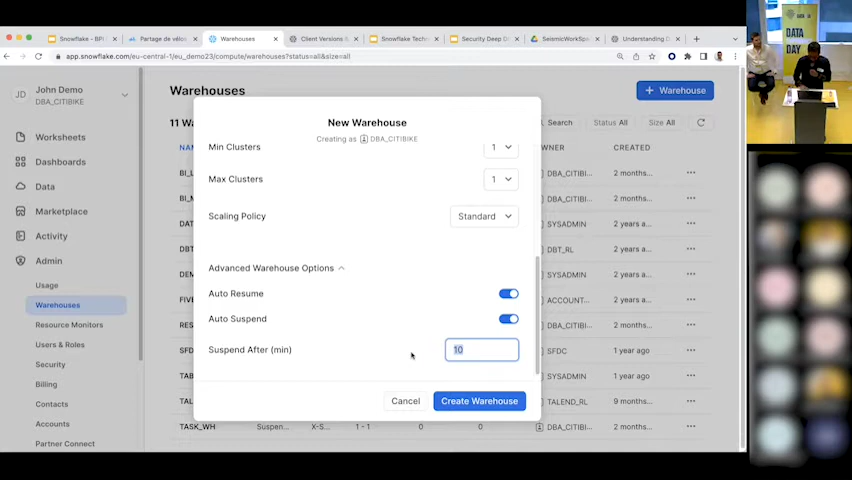 Snowflake - BPI
Partage de vélos
Warehouses
Client Versions &
Snowflake Techn
Security Deep D
SeismicWorkSp
Understanding D
app.snowflake.com/eu-central-1/eu_demo23/compute/warehouses?status=all&size=all
JD
John Demo
DBA_CITIBIKE
Worksheets
Dashboards
Data
Marketplace
Activity
Admin
Usage
Warehouses
Resource Monitors
Users & Roles
Security
Billing
Contacts
Accounts
Partner Connect
Warehouses
+ Warehouse
11 Wa
Search
Status All
Size All
NAM
OWNER
CREATED
BI_L
DBA_CITIBI...
2 months...
BI_M
DBA_CITIBI...
2 months...
DAT
SYSADMIN
2 years a...
DBT
DBT_RL
2 years a...
DEM
SYSADMIN
2 years a...
FIVE
ACCOUNT...
2 years a...
RES
DBA_CITIBI...
2 months...
SFD
SFDC
1 year ago
TAB
SYSADMIN
1 year ago
TAL
TALEND_RL
9 months...
TASK_WH
Suspen...
X-S...
1 - 1
0
0
DBA_CITIBI...
2 months...
New Warehouse
Creating as DBA_CITIBIKE
Min Clusters
1
Max Clusters
1
Scaling Policy
Standard
Advanced Warehouse Options
Auto Resume
Auto Suspend
Suspend After (min)
10
Cancel
Create Warehouse
DATA
DAY